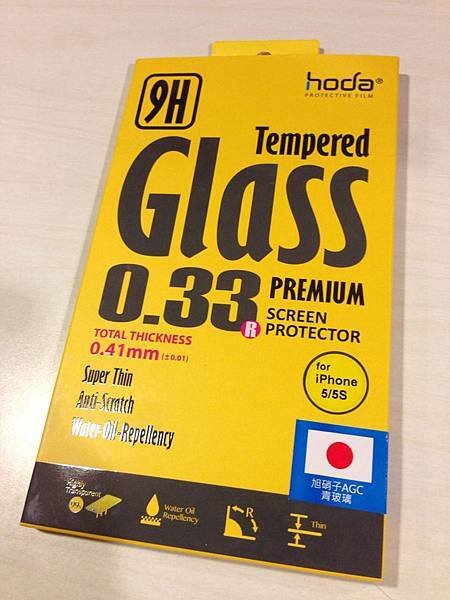 9H
hoda®
PROTECTIVE FILM
Tempered
Glass
0.33
R
PREMIUM
SCREEN
PROTECTOR
TOTAL THICKNESS
0.41mm (±0.01)
Super Thin
Anti-Scratch
Water-Oil-Repellency
for
iPhone
5/5S
旭硝子AGC
青玻璃
Highly
Transparent
Water Oil
Repellency
R
Thin